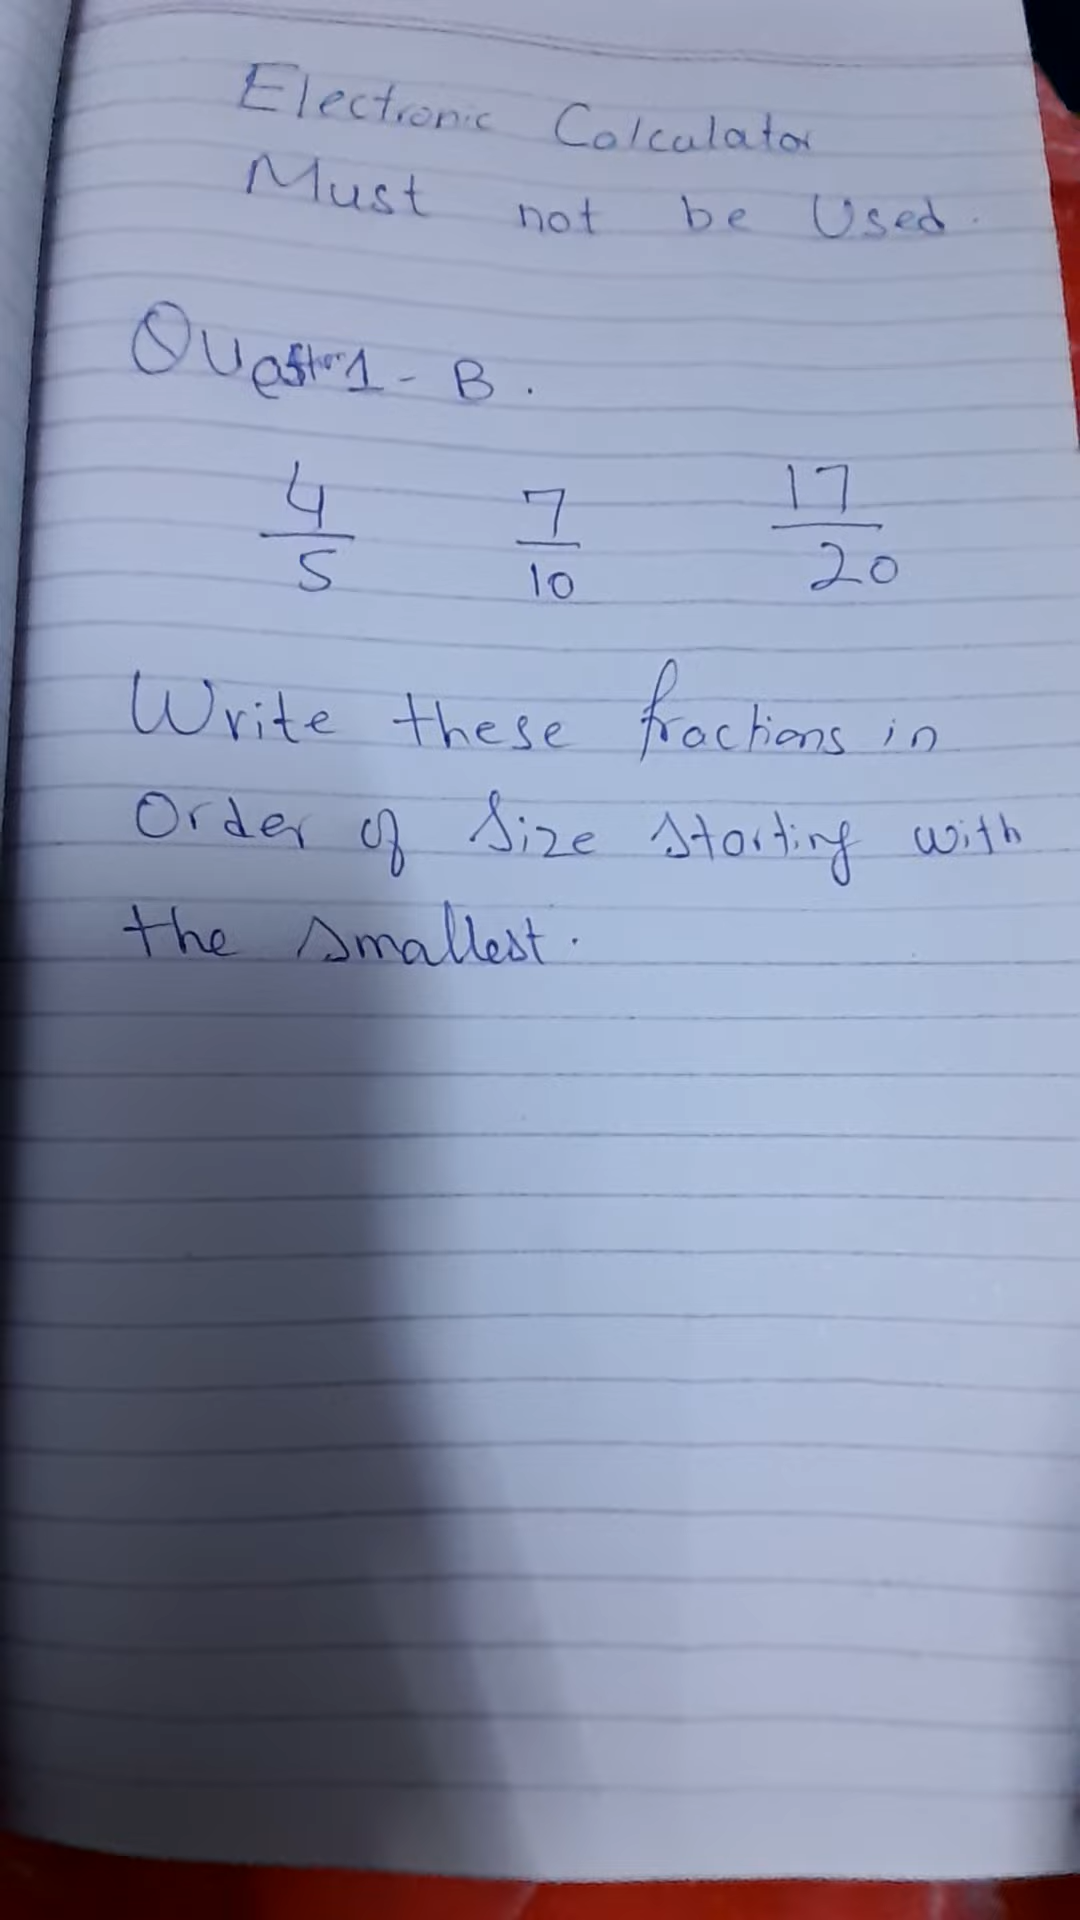 Electronic Calculator
Must not be Used.
Question 1 - B.
4/5 7/10 17/20
Write these fractions in
Order of Size starting with
the smallest.